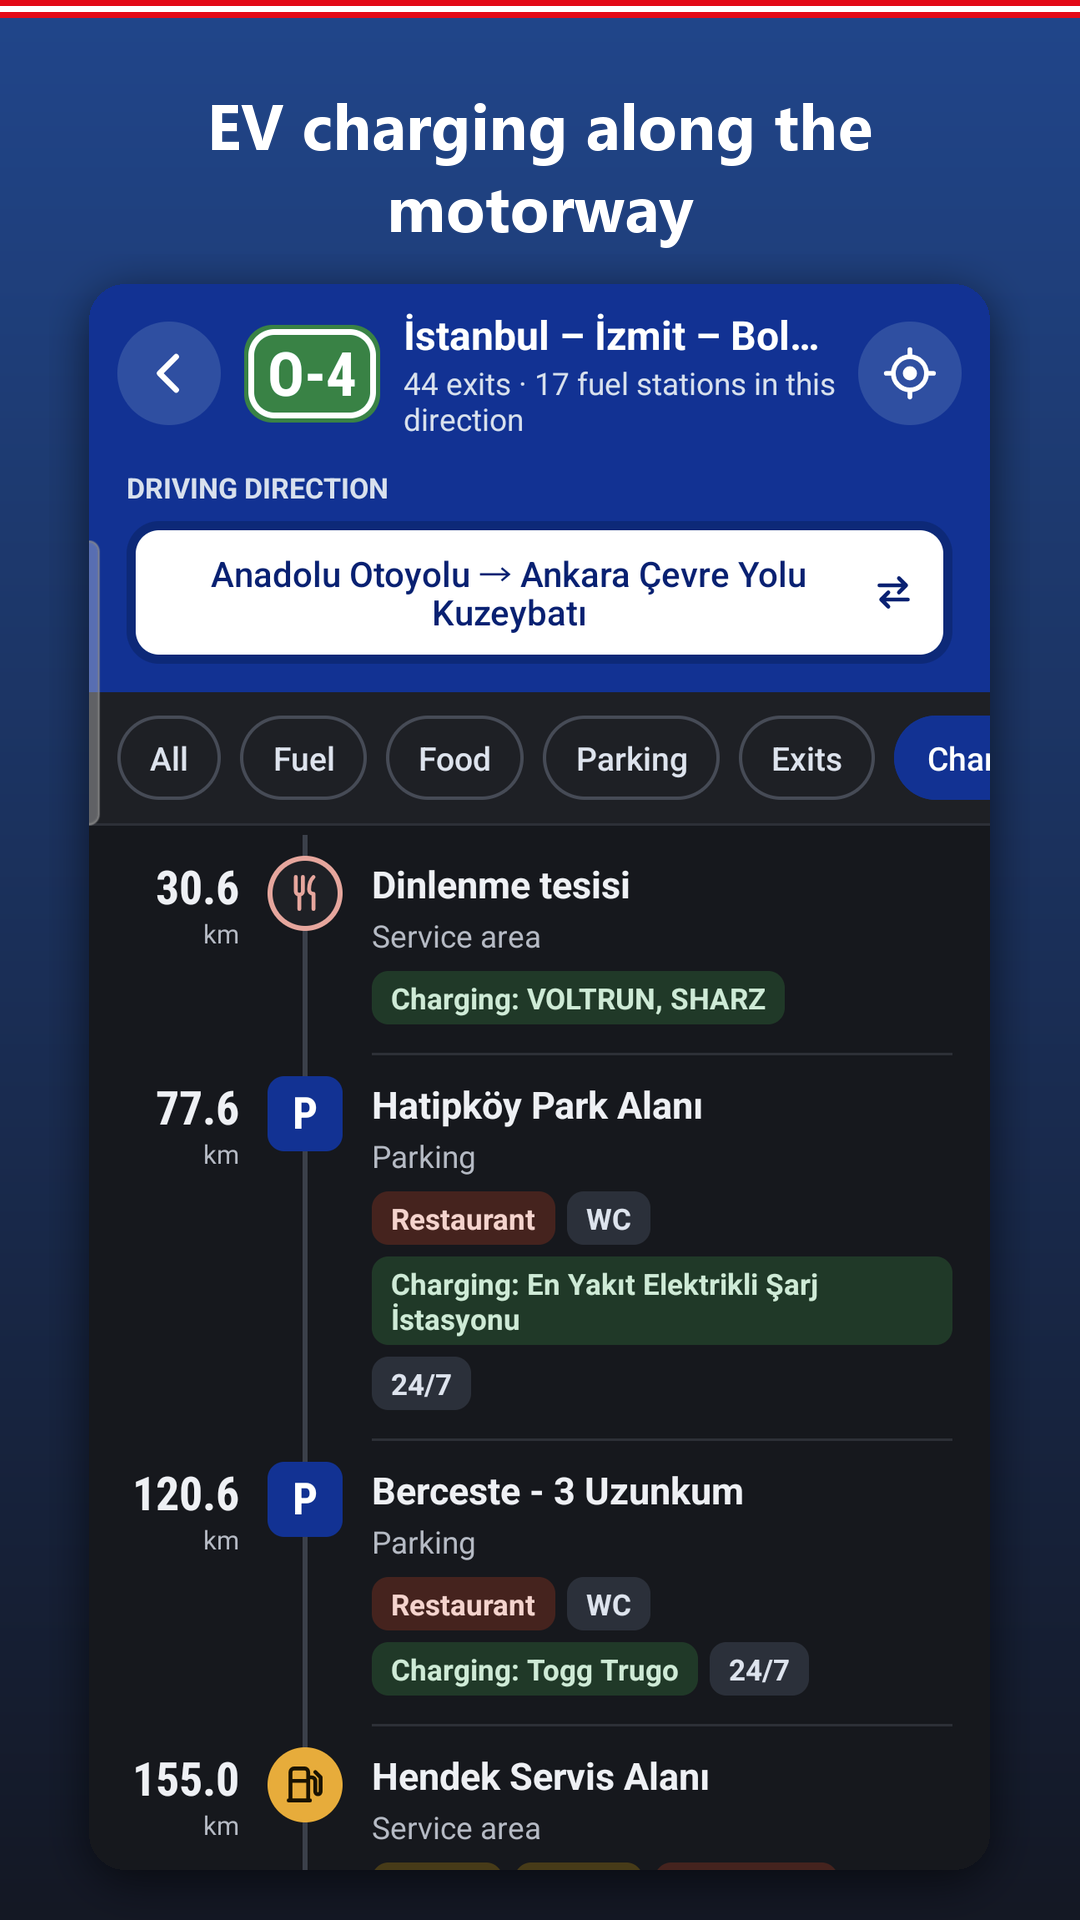 EV charging along the
motorway
O-4
İstanbul – İzmit – Bol...
44 exits · 17 fuel stations in this
direction
DRIVING DIRECTION
Anadolu Otoyolu → Ankara Çevre Yolu
Kuzeybatı
All
Fuel
Food
Parking
Exits
Char
30.6
km
Dinlenme tesisi
Service area
Charging: VOLTRUN, SHARZ
77.6
km
P
Hatipköy Park Alanı
Parking
Restaurant
WC
Charging: En Yakıt Elektrikli Şarj
İstasyonu
24/7
120.6
km
P
Berceste - 3 Uzunkum
Parking
Restaurant
WC
Charging: Togg Trugo
24/7
155.0
km
Hendek Servis Alanı
Service area